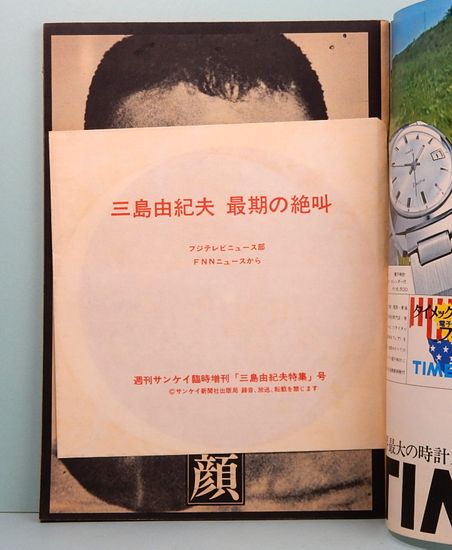 三島由紀夫 最期の絶叫
フジテレビニュース部
FNNニュースから
週刊サンケイ臨時増刊「三島由紀夫特集」号
©サンケイ新聞社出版局 録音、放送、転載を禁じます
顔
タイメック
電子
TIME
最大の時計
TIM